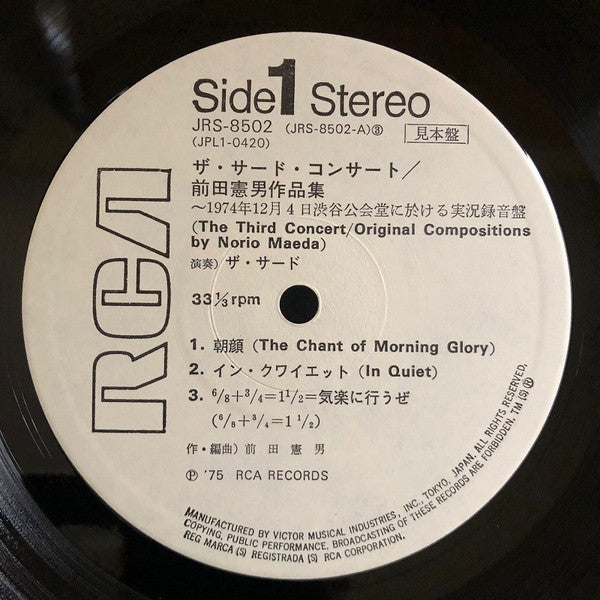 Side 1 Stereo
JRS-8502 (JRS-8502-A)③ 見本盤
(JPL1-0420)
RCA
ザ・サード・コンサート/
前田憲男作品集
〜1974年12月4日渋谷公会堂に於ける実況録音盤
(The Third Concert/Original Compositions
by Norio Maeda)
演奏) ザ・サード
33⅓rpm
1. 朝顔 (The Chant of Morning Glory)
2. イン・クワイエット (In Quiet)
3. 6/8+3/4=1 1/2=気楽に行うぜ
(6/8+3/4=1 1/2)
作・編曲) 前田憲男
Ⓟ '75 RCA RECORDS
MANUFACTURED BY VICTOR MUSICAL INDUSTRIES, INC., TOKYO, JAPAN. ALL RIGHTS RESERVED.
COPYING, PUBLIC PERFORMANCE, BROADCASTING OF THESE RECORDS ARE FORBIDDEN. TM(S)Ⓡ
REG MARCA (S) REGISTRADA (S) RCA CORPORATION.